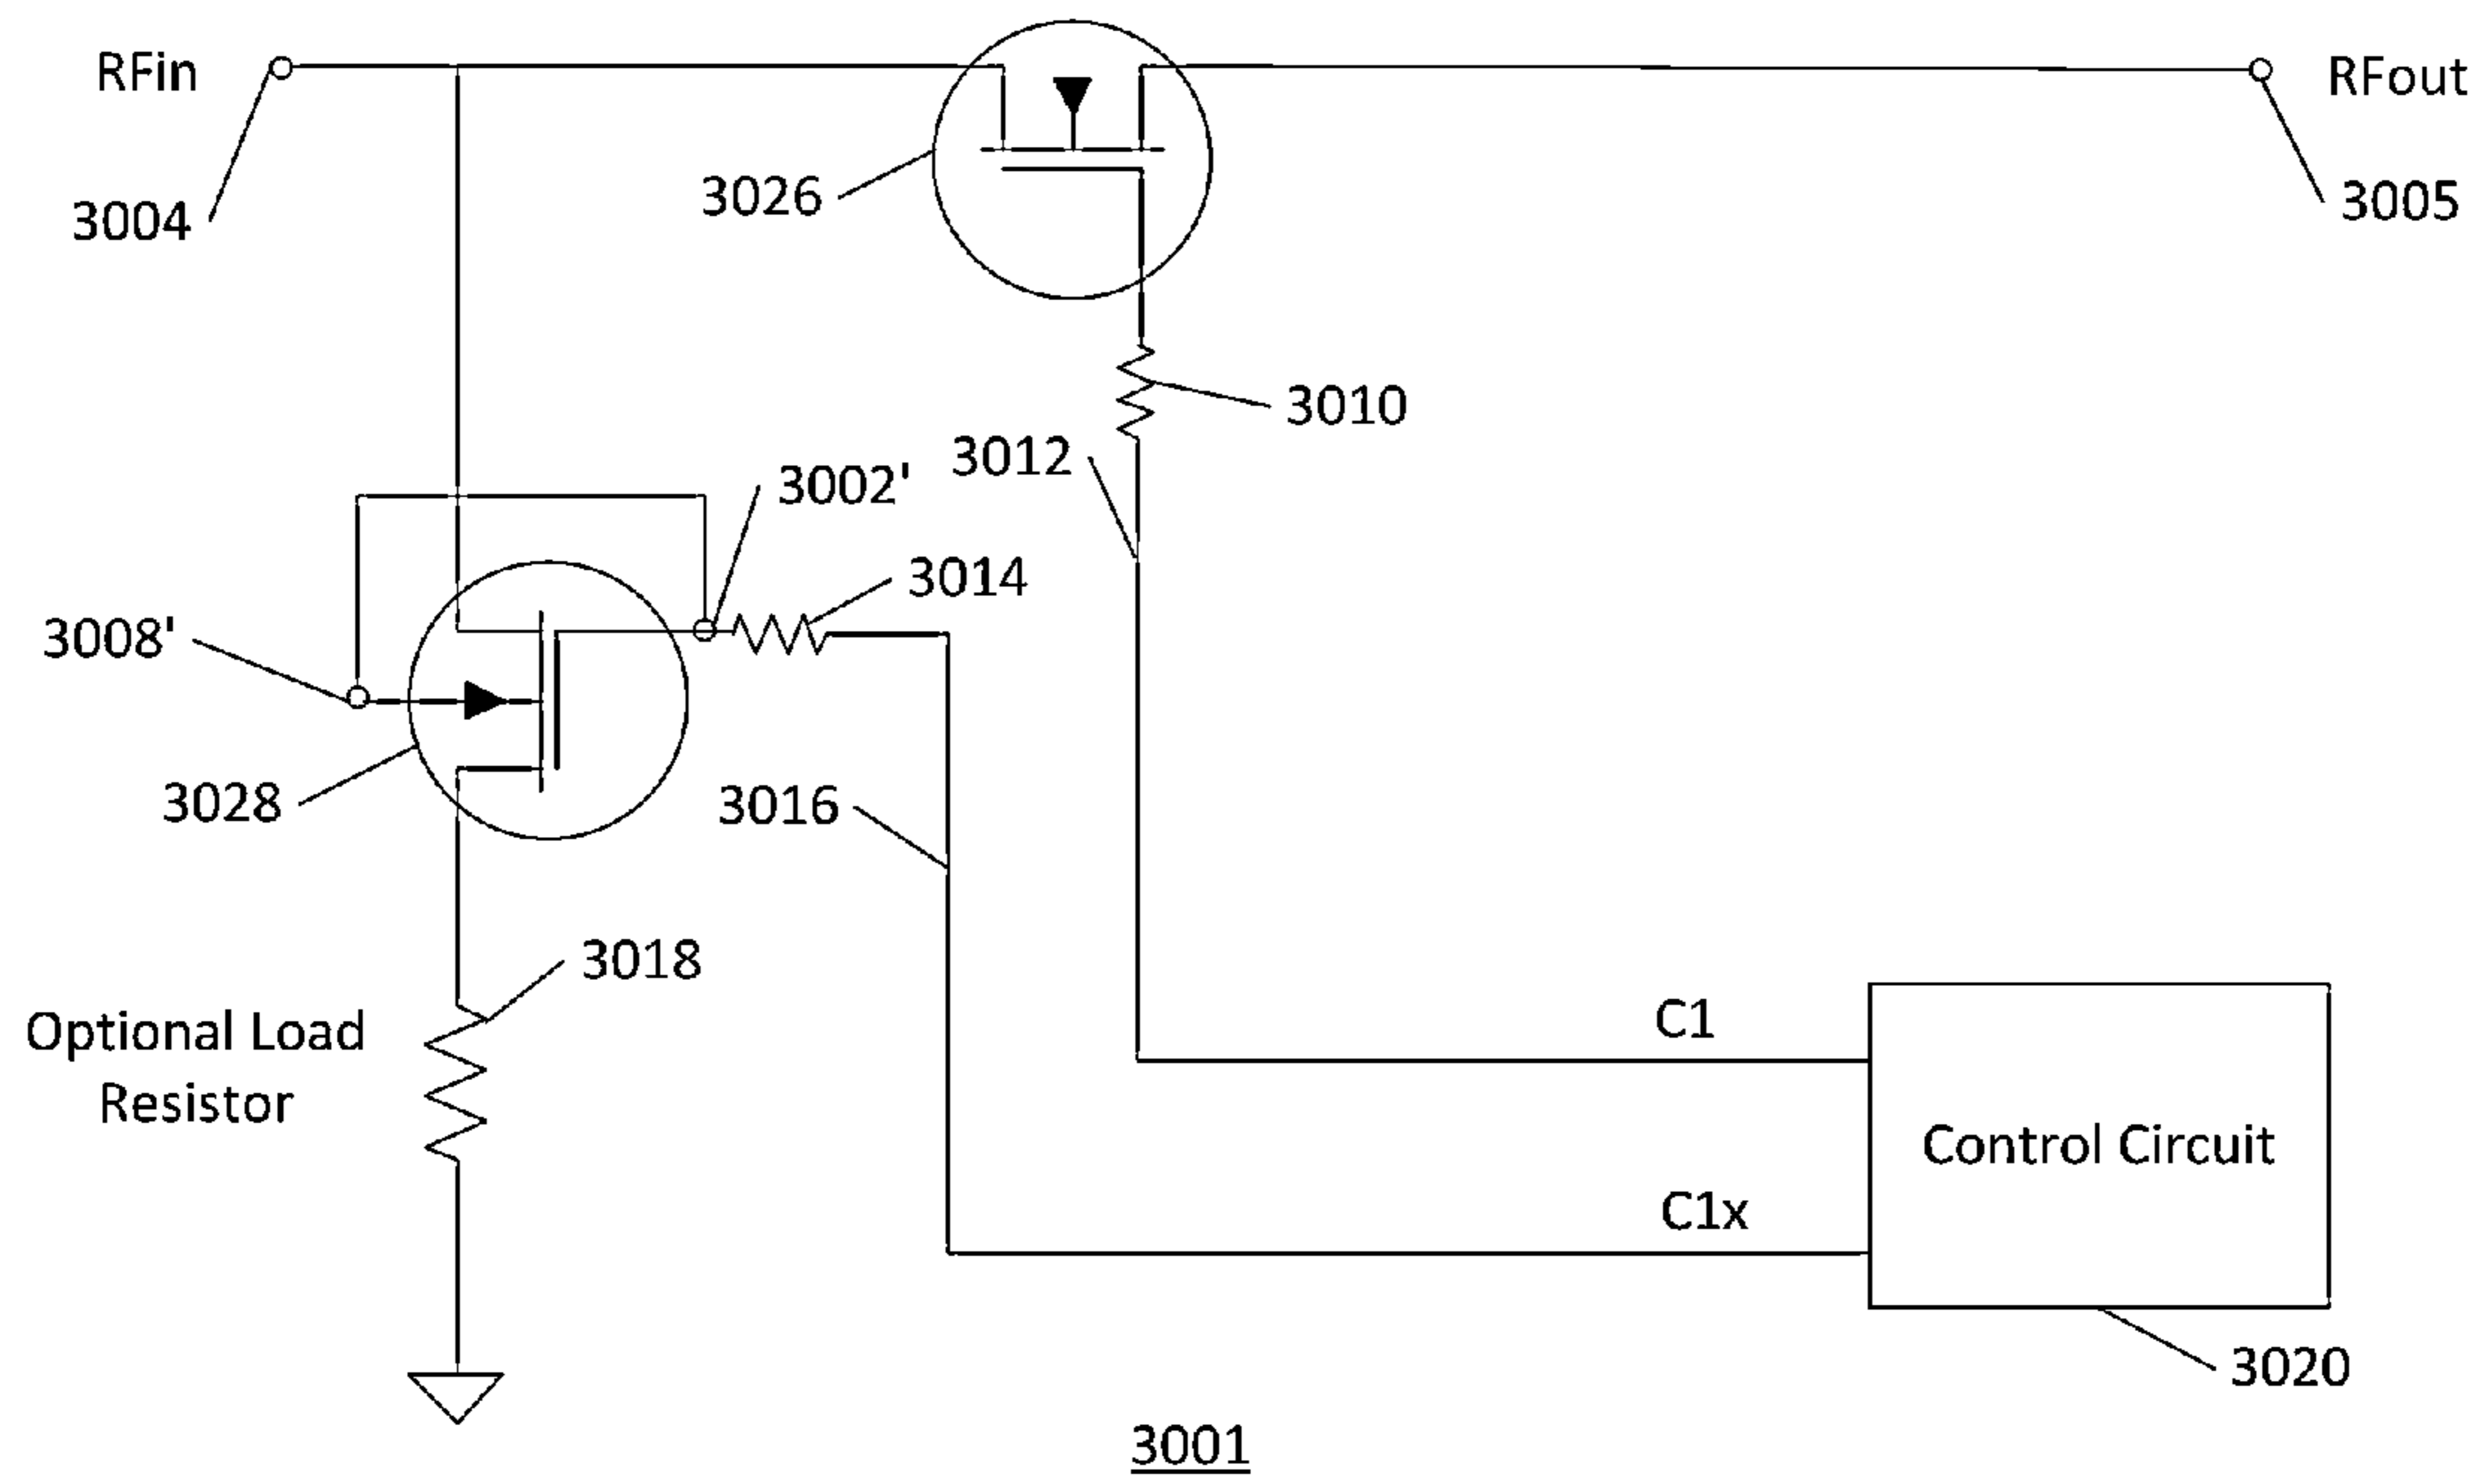 RFin
RFout
3004
3026
3005
3010
3012
3002'
3014
3008'
3028
3016
3018
Optional Load
Resistor
C1
Control Circuit
C1x
3020
3001